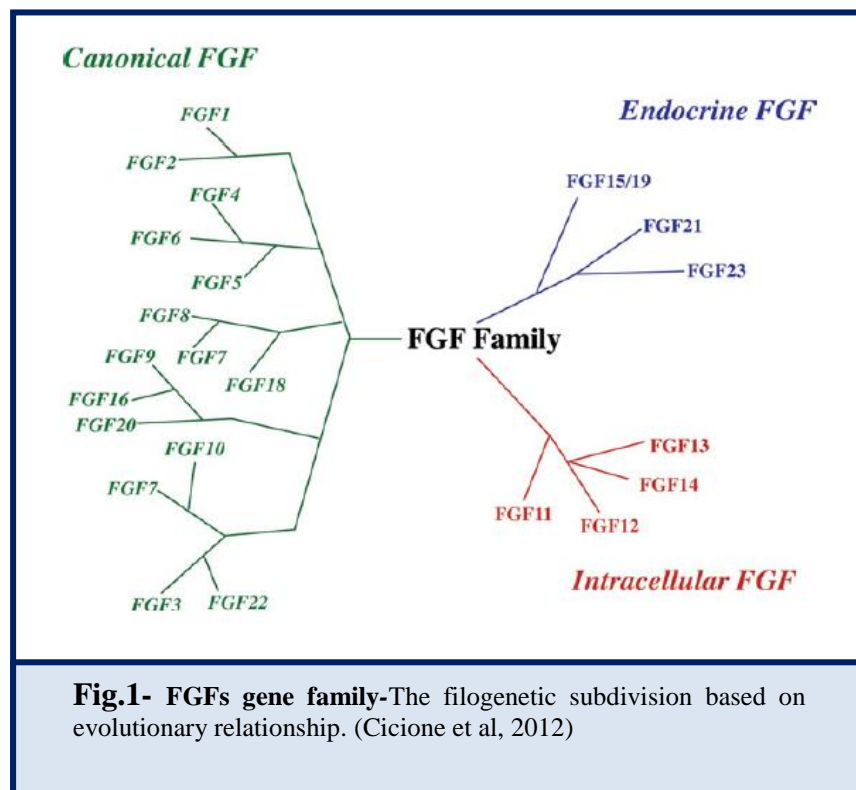 Canonical FGF
Endocrine FGF
FGF1
FGF2
FGF4
FGF6
FGF5
FGF8
FGF7
FGF18
FGF9
FGF16
FGF20
FGF10
FGF7
FGF3
FGF22
FGF Family
FGF15/19
FGF21
FGF23
FGF13
FGF14
FGF12
FGF11
Intracellular FGF
Fig.1- FGFs gene family-The filogenetic subdivision based on
evolutionary relationship. (Cicione et al, 2012)